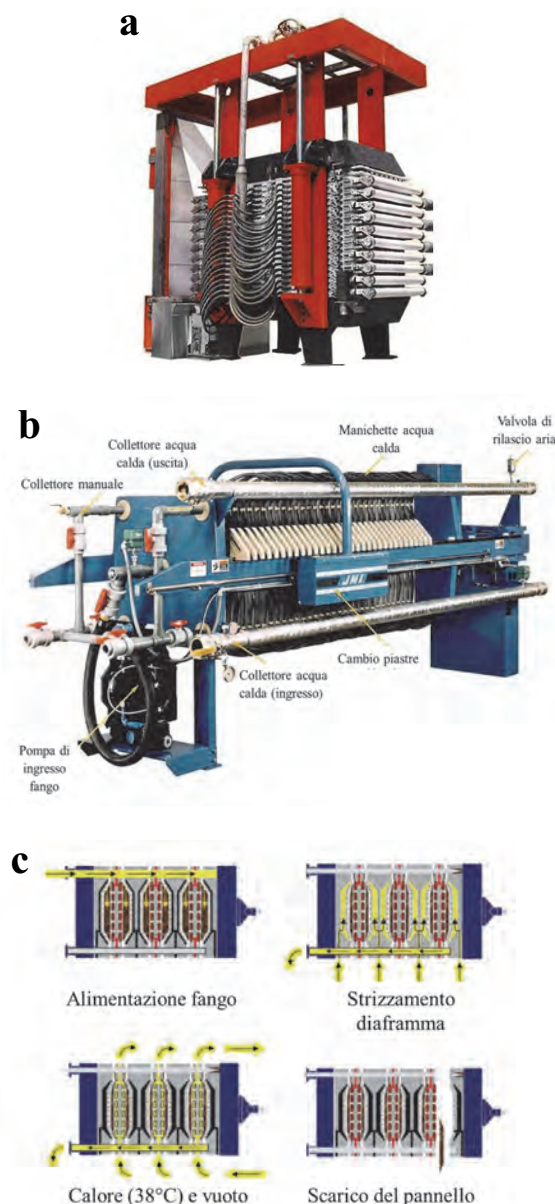 a
b
Collettore acqua
calda (uscita)
Collettore manuale
Manichette acqua
calda
Valvola di
rilascio aria
JWI
Cambio piastre
Collettore acqua
calda (ingresso)
Pompa di
ingresso
fango
c
Alimentazione fango
Strizzamento
diaframma
Calore (38°C) e vuoto
Scarico del pannello